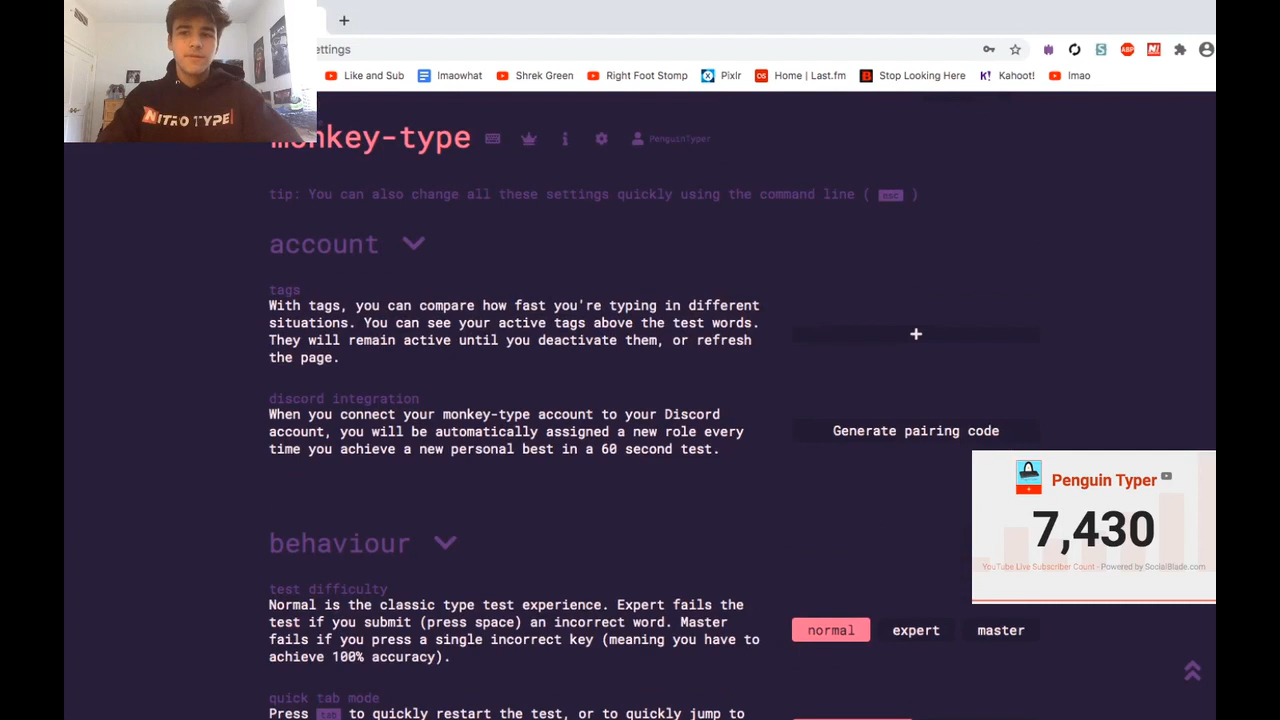 ettings
Like and Sub
lmaowhat
Shrek Green
Right Foot Stomp
Pixlr
Home | Last.fm
Stop Looking Here
Kahoot!
lmao
NITRO TYPE
monkey-type
PenguinTyper
tip: You can also change all these settings quickly using the command line ( esc )
account
tags
With tags, you can compare how fast you're typing in different
situations. You can see your active tags above the test words.
They will remain active until you deactivate them, or refresh
the page.
+
discord integration
When you connect your monkey-type account to your Discord
account, you will be automatically assigned a new role every
time you achieve a new personal best in a 60 second test.
Generate pairing code
Penguin Typer
7,430
YouTube Live Subscriber Count - Powered by SocialBlade.com
behaviour
test difficulty
Normal is the classic type test experience. Expert fails the
test if you submit (press space) an incorrect word. Master
fails if you press a single incorrect key (meaning you have to
achieve 100% accuracy).
normal
expert
master
quick tab mode
Press tab to quickly restart the test, or to quickly jump to